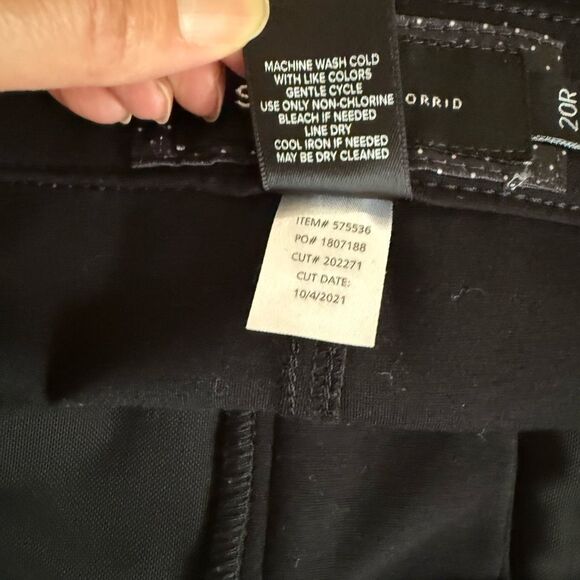 MACHINE WASH COLD
WITH LIKE COLORS
GENTLE CYCLE
USE ONLY NON-CHLORINE
BLEACH IF NEEDED
LINE DRY
COOL IRON IF NEEDED
MAY BE DRY CLEANED
S
ORRID
20R
ITEM# 575536
PO# 1807188
CUT# 202271
CUT DATE:
10/4/2021